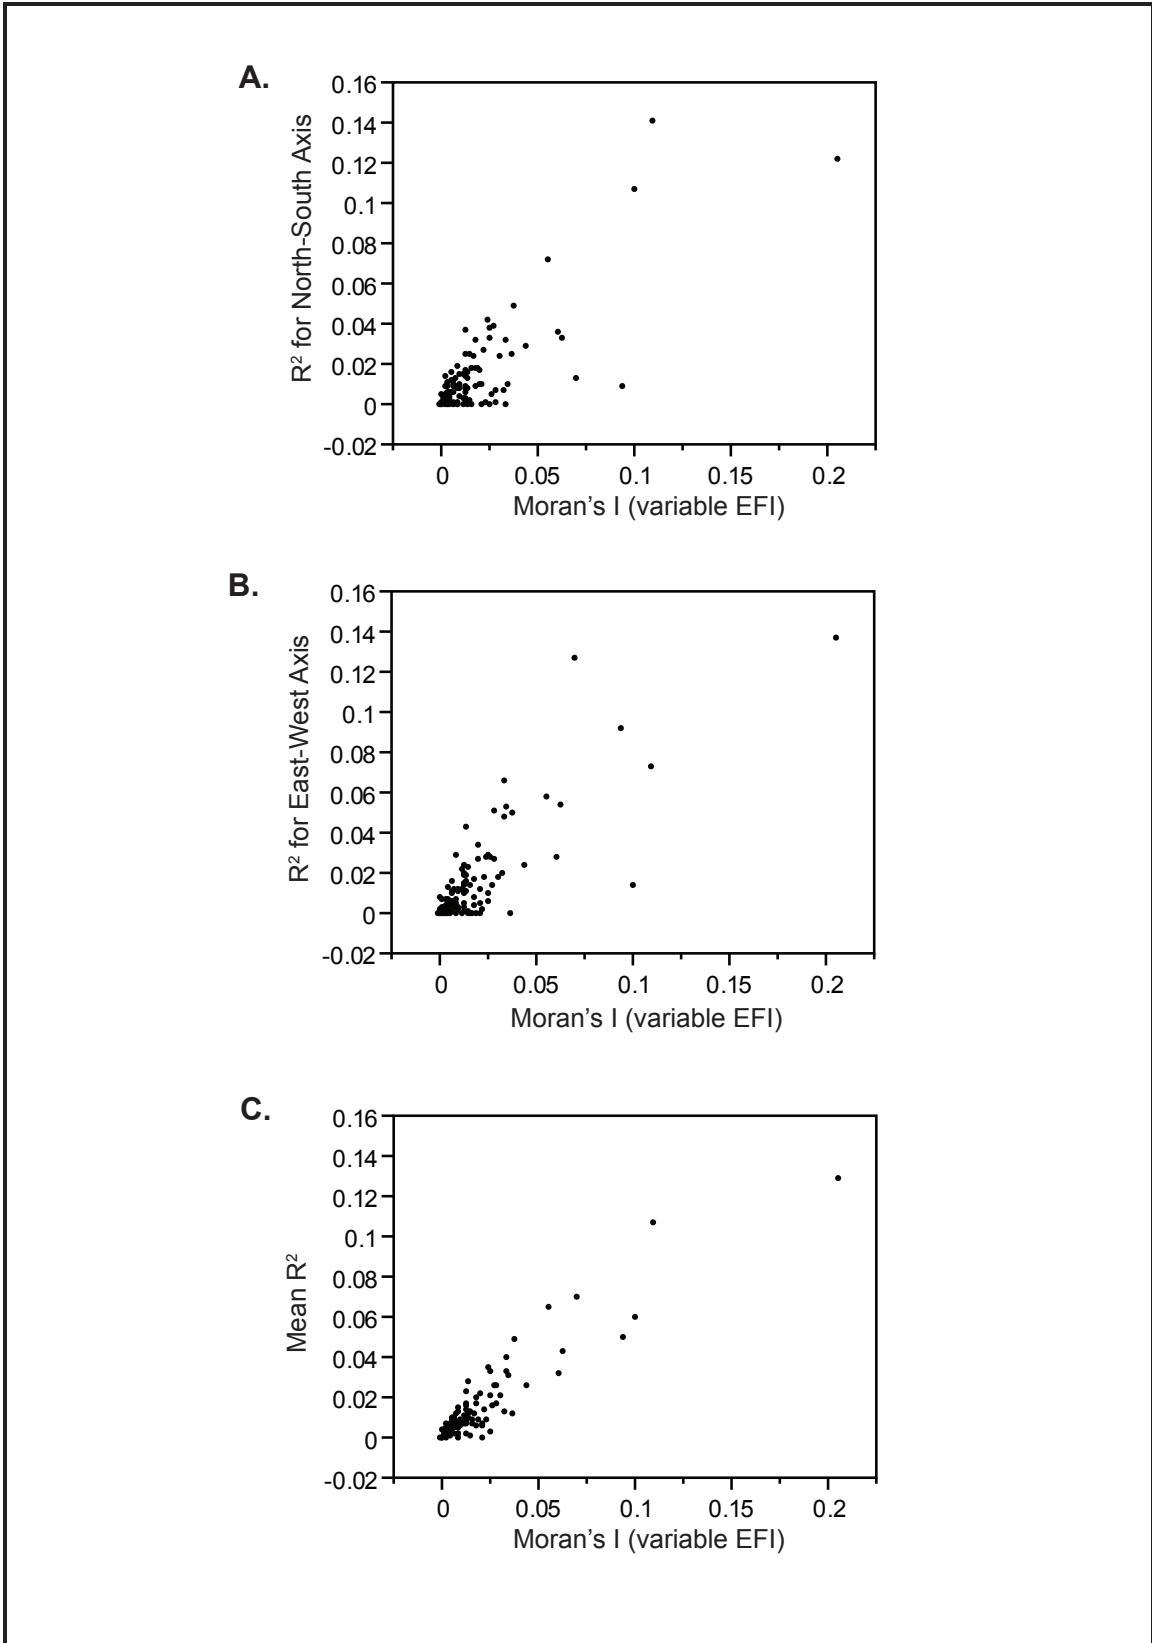 A.
R² for North-South Axis
0.16
0.14
0.12
0.1
0.08
0.06
0.04
0.02
0
-0.02
0 0.05 0.1 0.15 0.2
Moran’s I (variable EFI)
B.
R² for East-West Axis
0.16
0.14
0.12
0.1
0.08
0.06
0.04
0.02
0
-0.02
0 0.05 0.1 0.15 0.2
Moran’s I (variable EFI)
C.
Mean R²
0.16
0.14
0.12
0.1
0.08
0.06
0.04
0.02
0
-0.02
0 0.05 0.1 0.15 0.2
Moran’s I (variable EFI)